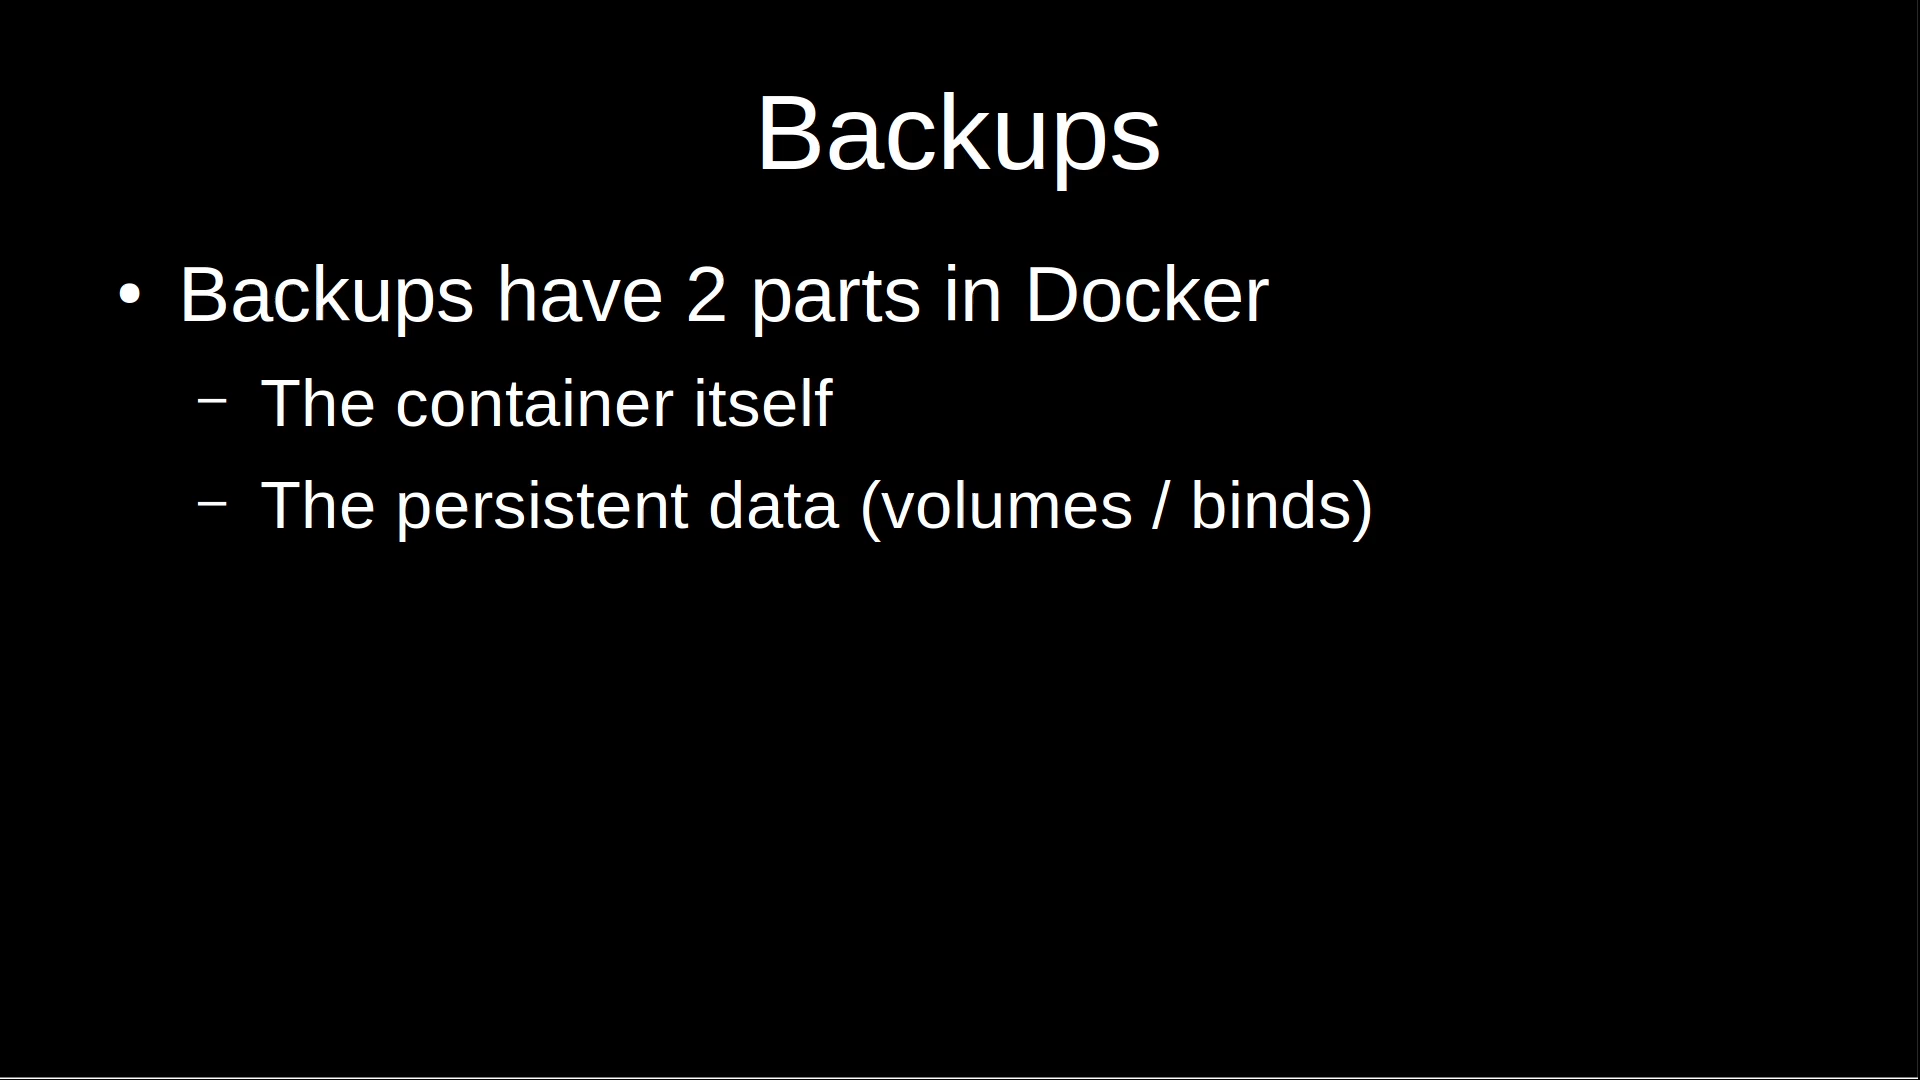 Backups
• Backups have 2 parts in Docker
– The container itself
– The persistent data (volumes / binds)